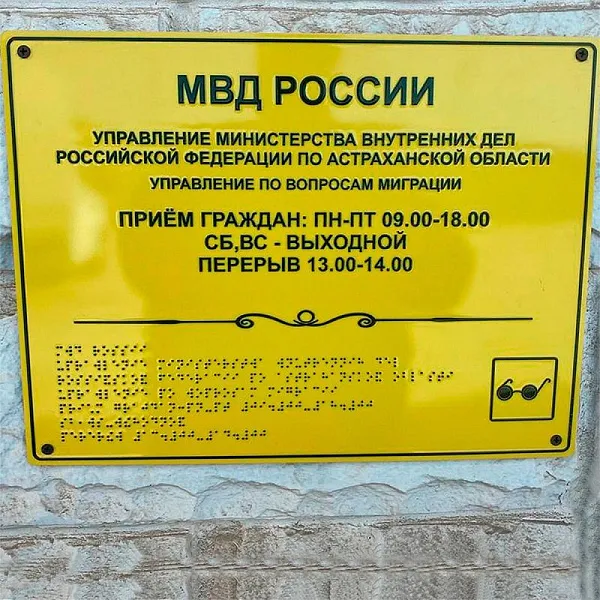 МВД РОССИИ
УПРАВЛЕНИЕ МИНИСТЕРСТВА ВНУТРЕННИХ ДЕЛ
РОССИЙСКОЙ ФЕДЕРАЦИИ ПО АСТРАХАНСКОЙ ОБЛАСТИ
УПРАВЛЕНИЕ ПО ВОПРОСАМ МИГРАЦИИ
ПРИЁМ ГРАЖДАН: ПН-ПТ 09.00-18.00
СБ,ВС - ВЫХОДНОЙ
ПЕРЕРЫВ 13.00-14.00